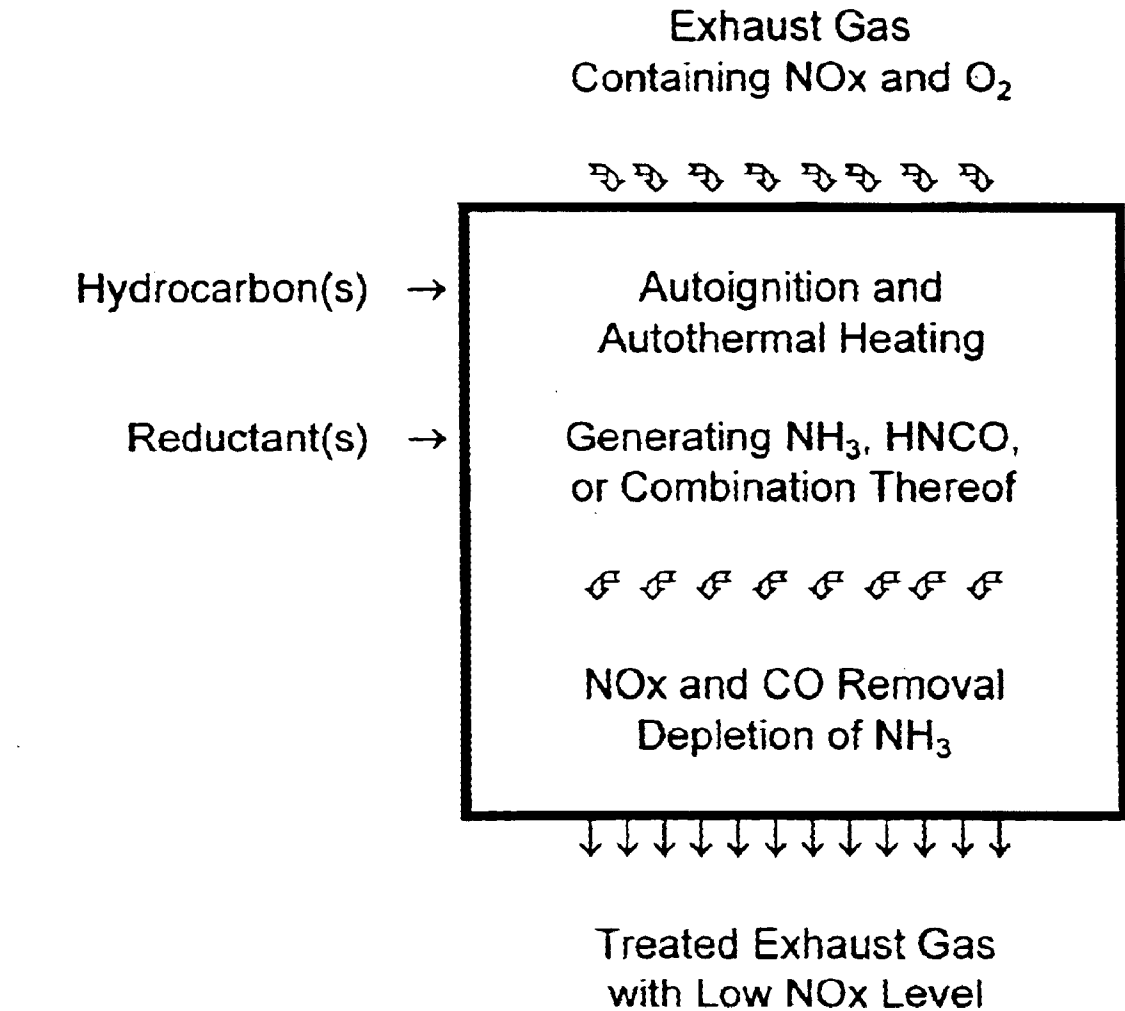 Exhaust Gas
Containing NOx and O₂
Hydrocarbon(s) →
Autoignition and
Autothermal Heating
Reductant(s) →
Generating NH₃, HNCO,
or Combination Thereof
NOx and CO Removal
Depletion of NH₃
Treated Exhaust Gas
with Low NOx Level